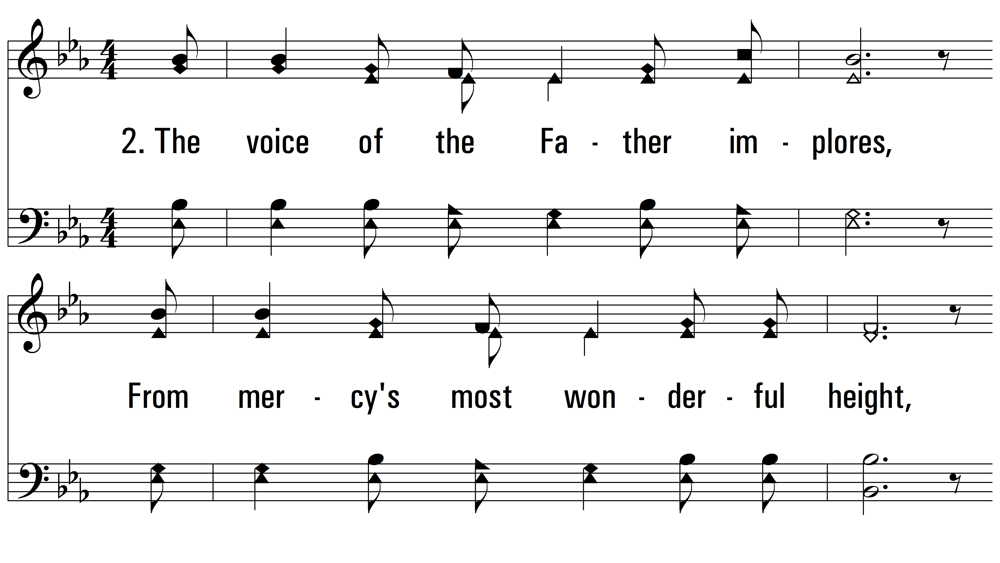 2. The voice of the Fa - ther im - plores,
From mer - cy's most won - der - ful height,